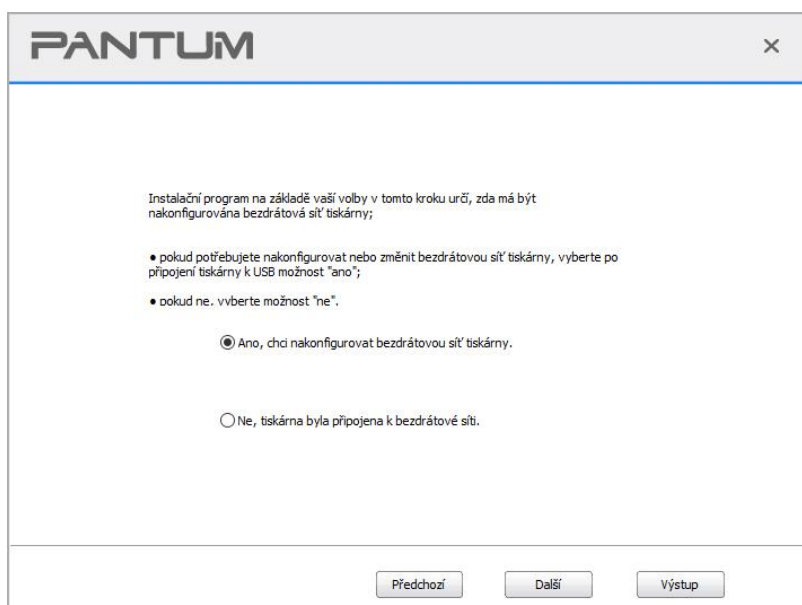 PANTUM
Instalační program na základě vaší volby v tomto kroku určí, zda má být
nakonfigurována bezdrátová síť tiskárny;
● pokud potřebujete nakonfigurovat nebo změnit bezdrátovou síť tiskárny, vyberte po
připojení tiskárny k USB možnost "ano";
● pokud ne, vyberte možnost "ne".
Ano, chci nakonfigurovat bezdrátovou síť tiskárny.
Ne, tiskárna byla připojena k bezdrátové síti.
Předchozí Další Výstup